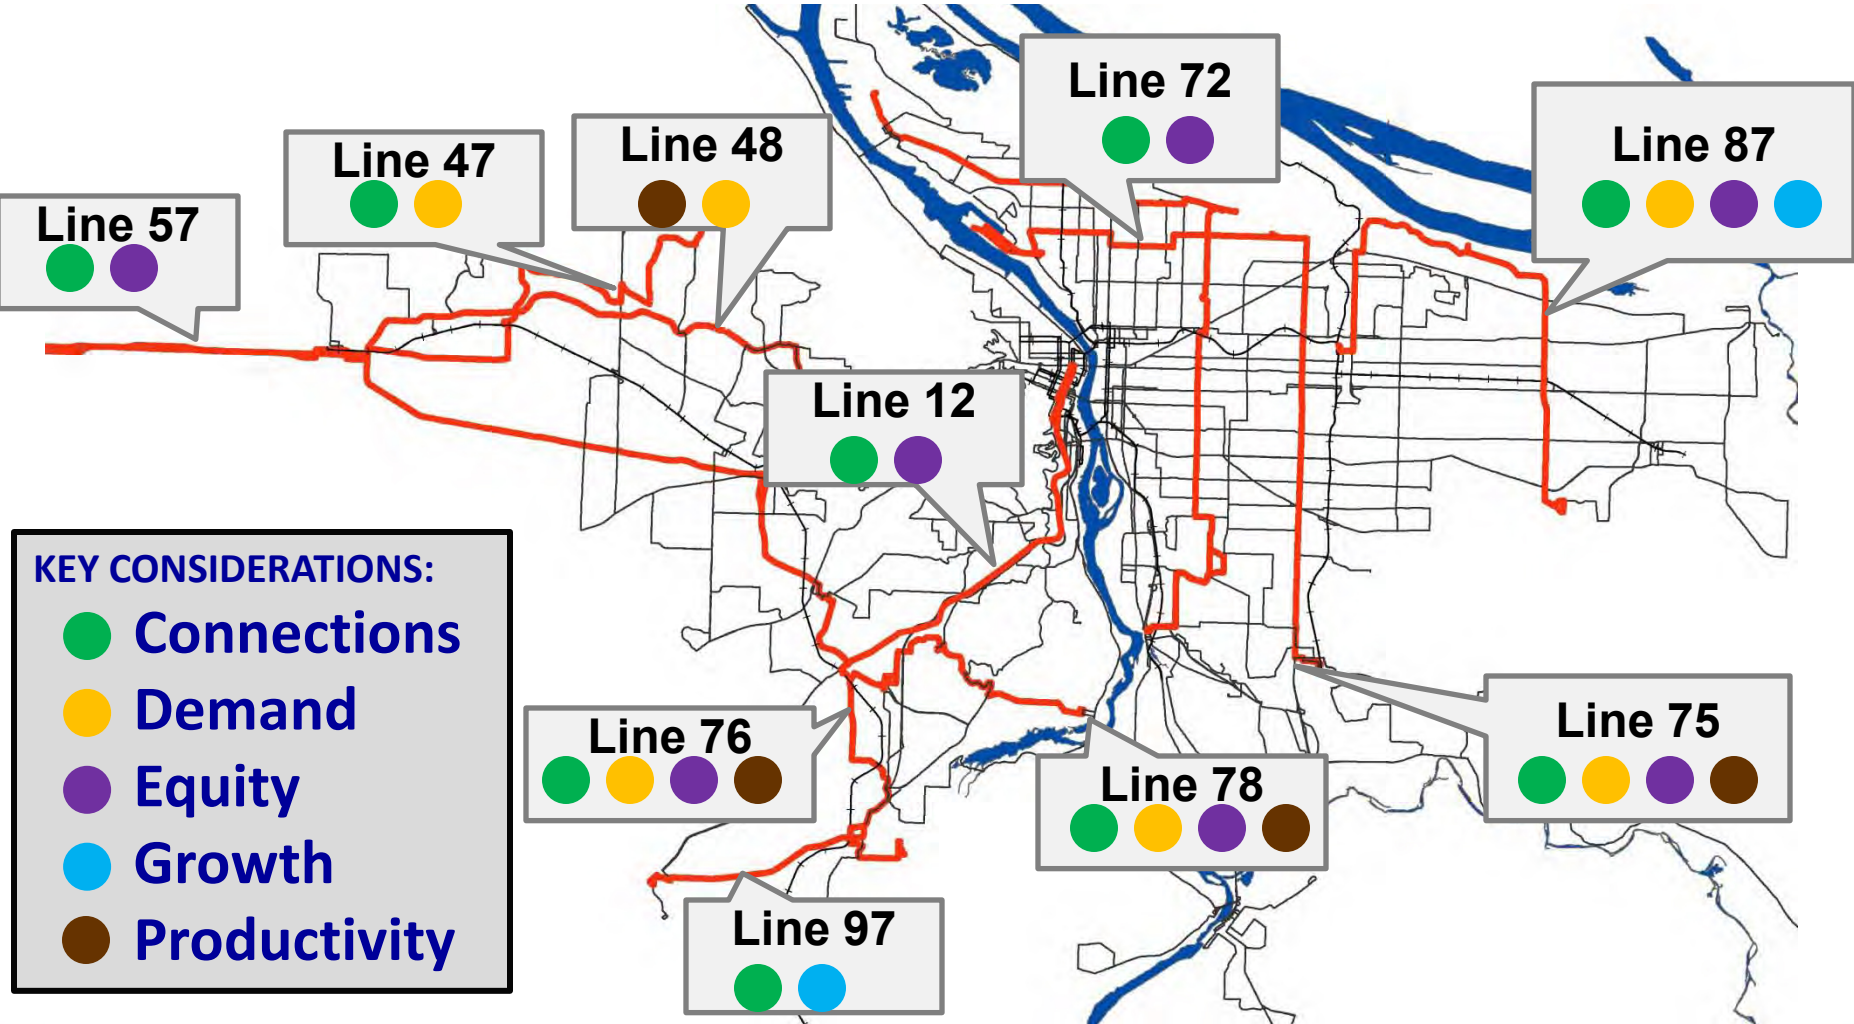 Line 72
Line 87
Line 48
Line 47
Line 57
Line 12
KEY CONSIDERATIONS:
Connections
Demand
Equity
Growth
Productivity
Line 76
Line 78
Line 75
Line 97